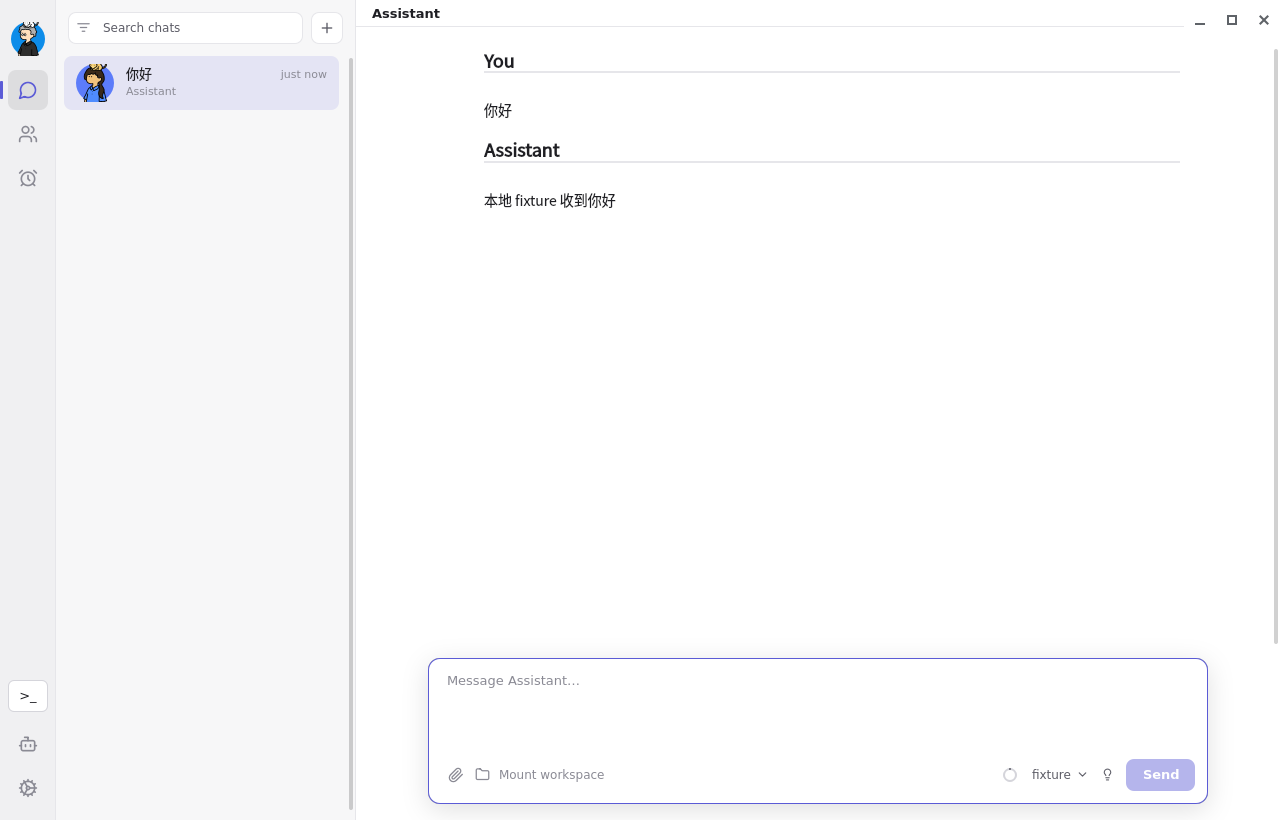 Search chats
你好
just now
Assistant
Assistant
You
你好
Assistant
本地 fixture 收到你好
Message Assistant...
Mount workspace
fixture
Send
>_